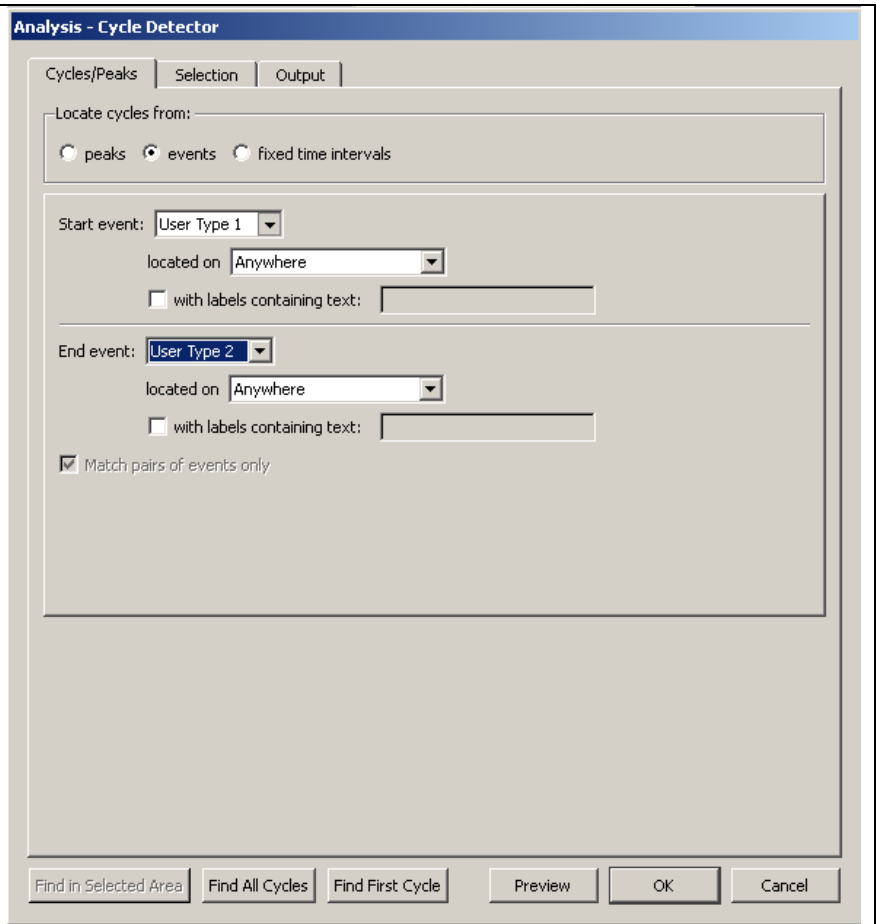 Analysis - Cycle Detector
Cycles/Peaks Selection Output
Locate cycles from:
peaks events fixed time intervals
Start event: User Type 1
located on Anywhere
with labels containing text:
End event: User Type 2
located on Anywhere
with labels containing text:
Match pairs of events only
Find in Selected Area Find All Cycles Find First Cycle Preview OK Cancel